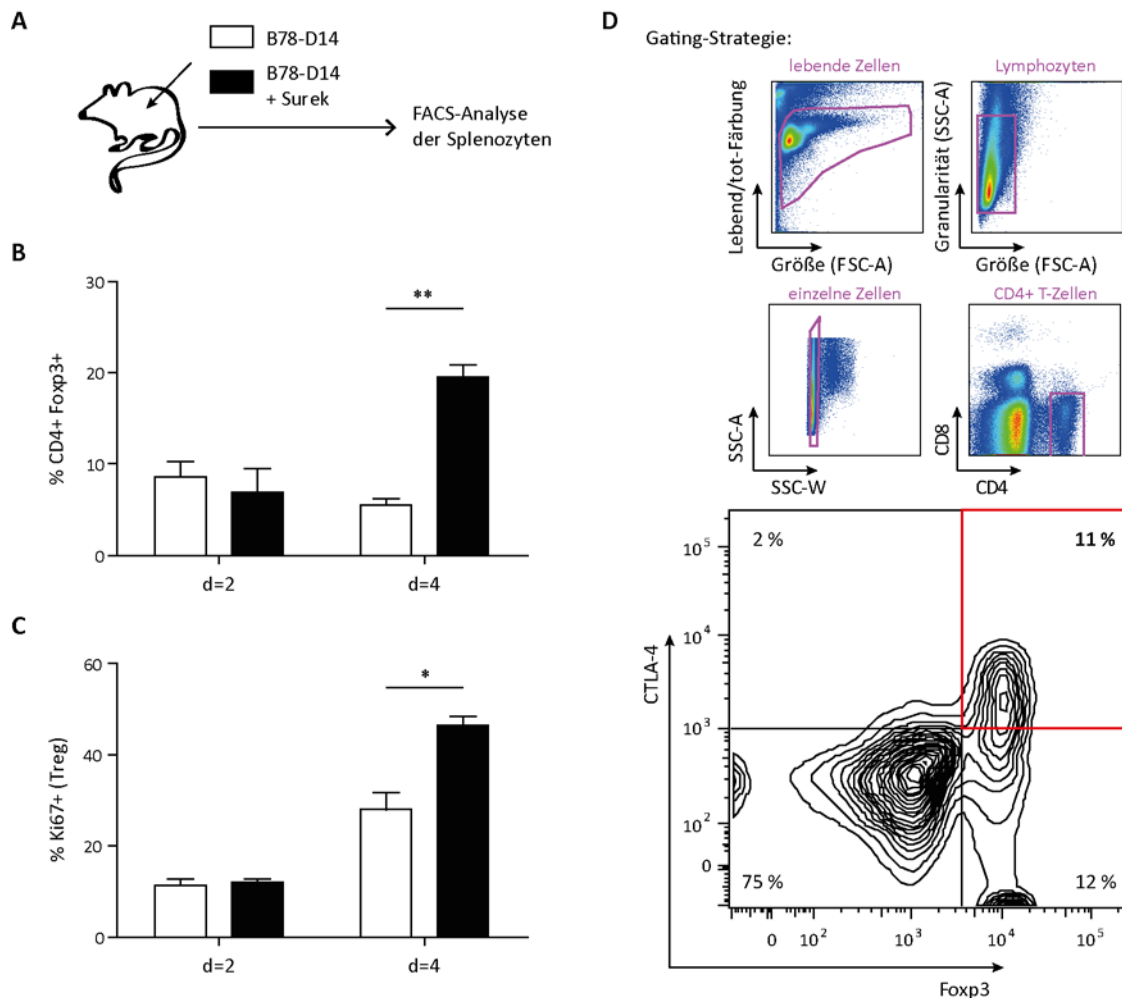 A
B78-D14
B78-D14
+ Surek
FACS-Analyse
der Splenozyten
B
30
20
10
0
% CD4+ Foxp3+
**
d=2
d=4
C
60
40
20
0
% Ki67+ (Treg)
*
d=2
d=4
D
Gating-Strategie:
lebende Zellen
Lebend/tot-Färbung
Größe (FSC-A)
Lymphozyten
Granularität (SSC-A)
Größe (FSC-A)
einzelne Zellen
SSC-A
SSC-W
CD4+ T-Zellen
CD8
CD4
2 %
11 %
75 %
12 %
CTLA-4
10⁵
10⁴
10³
10²
0
0 10² 10³ 10⁴ 10⁵
Foxp3